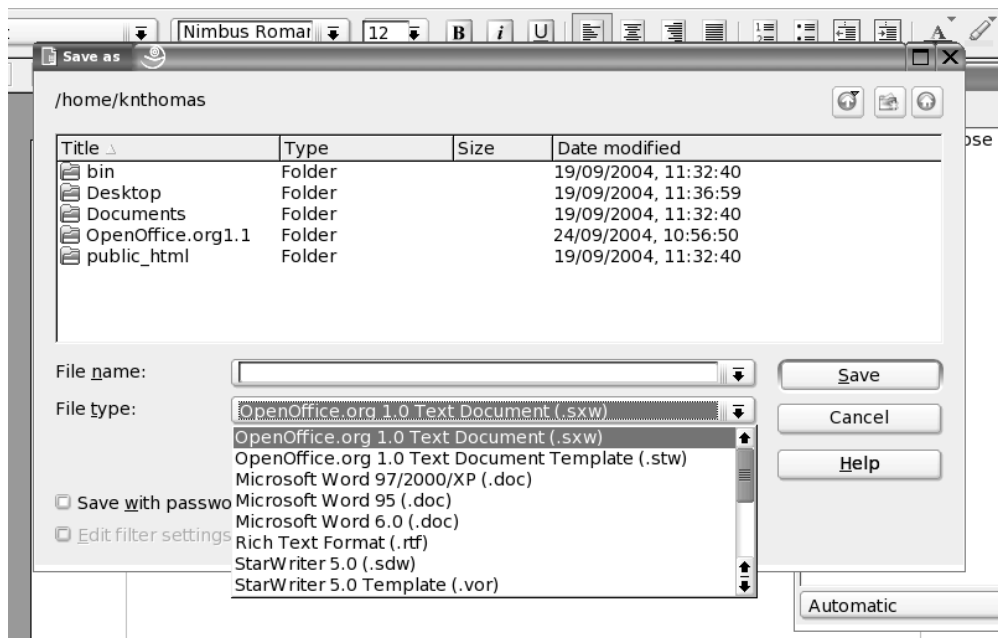 Nimbus Romar 12 B i U A
Save as
/home/knthomas
Title Type Size Date modified
bin Folder 19/09/2004, 11:32:40
Desktop Folder 19/09/2004, 11:36:59
Documents Folder 19/09/2004, 11:32:40
OpenOffice.org1.1 Folder 24/09/2004, 10:56:50
public_html Folder 19/09/2004, 11:32:40
File name:
Save
File type: OpenOffice.org 1.0 Text Document (.sxw)
Cancel
OpenOffice.org 1.0 Text Document (.sxw)
OpenOffice.org 1.0 Text Document Template (.stw)
Help
Microsoft Word 97/2000/XP (.doc)
Save with passwo
Microsoft Word 95 (.doc)
Microsoft Word 6.0 (.doc)
Edit filter settings
Rich Text Format (.rtf)
StarWriter 5.0 (.sdw)
StarWriter 5.0 Template (.vor)
Automatic